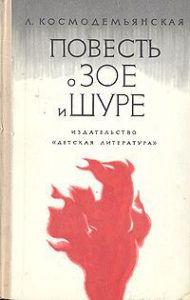 Л. КОСМОДЕМЬЯНСКАЯ
ПОВЕСТЬ
о ЗОЕ
и ШУРЕ
ИЗДАТЕЛЬСТВО
«ДЕТСКАЯ ЛИТЕРАТУРА»